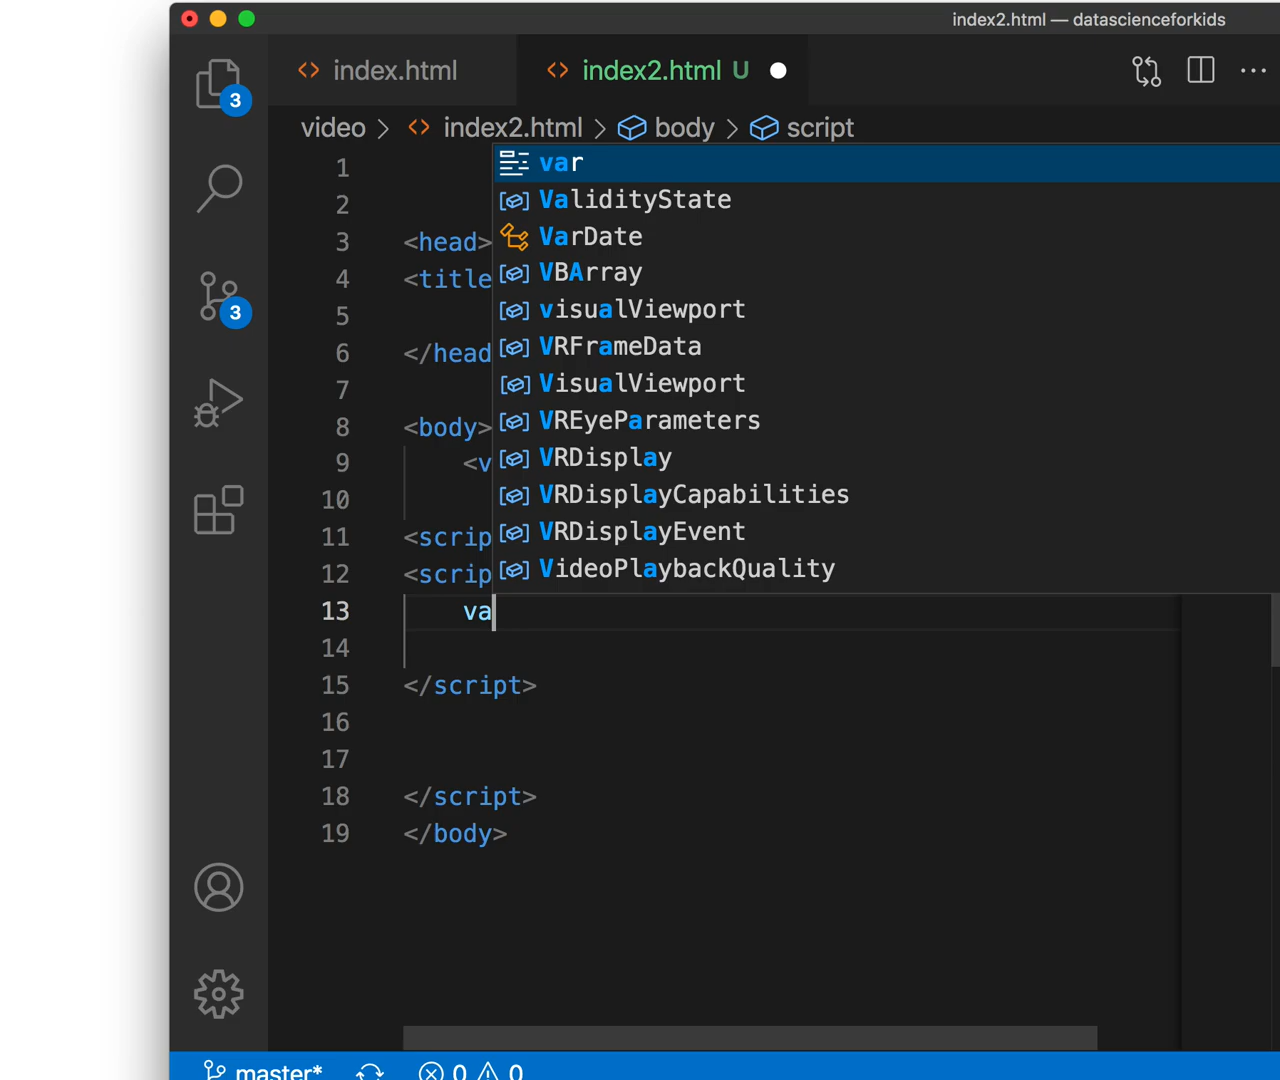 index2.html — datascienceforkids
index.html
index2.html U
video > index2.html > body > script
1
2
3 <head>
4 <title
5
6 </head
7
8 <body>
9 <v
10
11 <scrip
12 <scrip
13 va
14
15 </script>
16
17
18 </script>
19 </body>
var
ValidityState
VarDate
VBArray
visualViewport
VRFrameData
VisualViewport
VREyeParameters
VRDisplay
VRDisplayCapabilities
VRDisplayEvent
VideoPlaybackQuality
3
3
master* 0 0